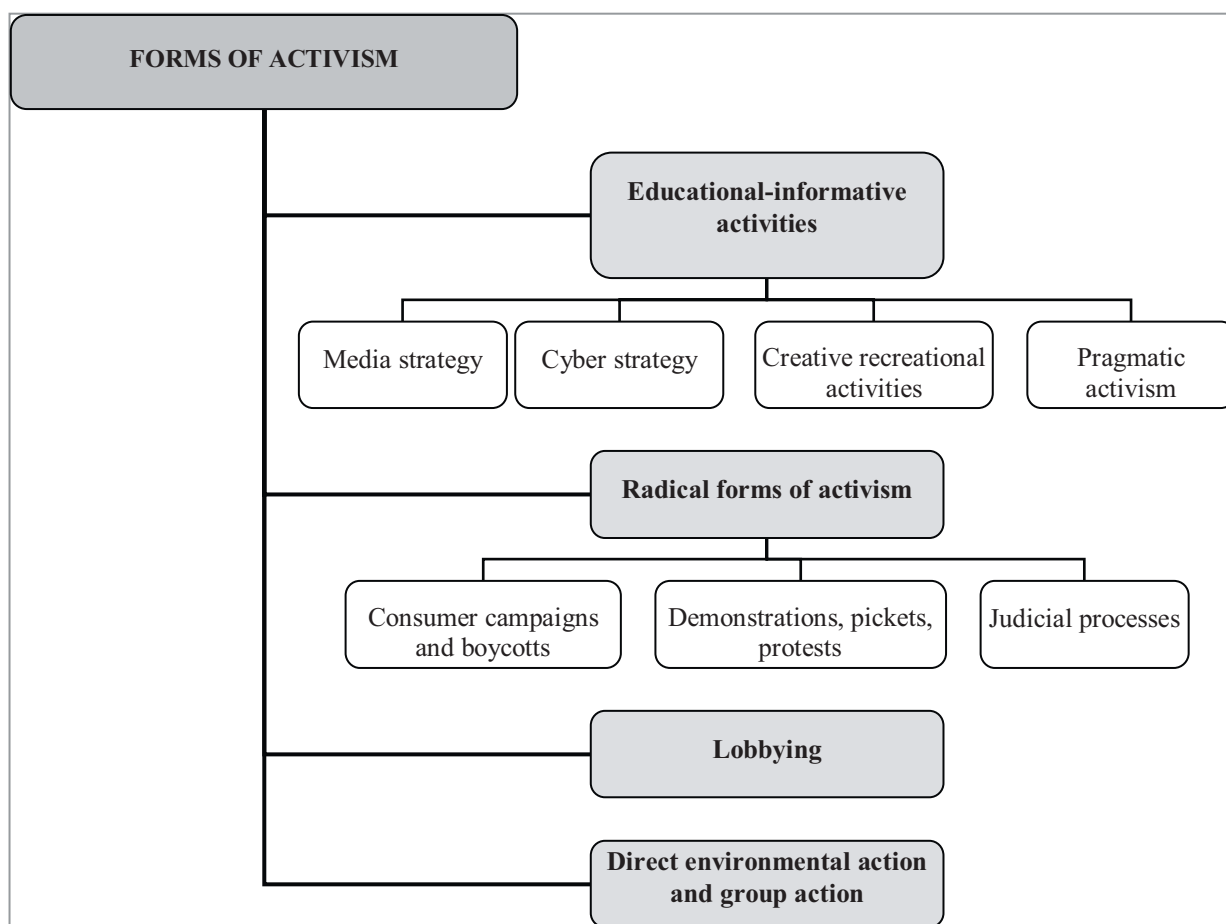 FORMS OF ACTIVISM
Educational-informative
activities
Media strategy
Cyber strategy
Creative recreational
activities
Pragmatic
activism
Radical forms of activism
Consumer campaigns
and boycotts
Demonstrations, pickets,
protests
Judicial processes
Lobbying
Direct environmental action
and group action